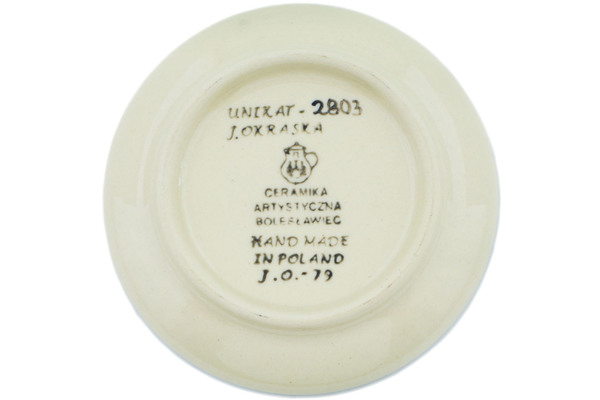 UNIKAT - 2803
J.OKRASKA
CERAMIKA
ARTYSTYCZNA
BOLESŁAWIEC
HAND MADE
IN POLAND
J.O.-79